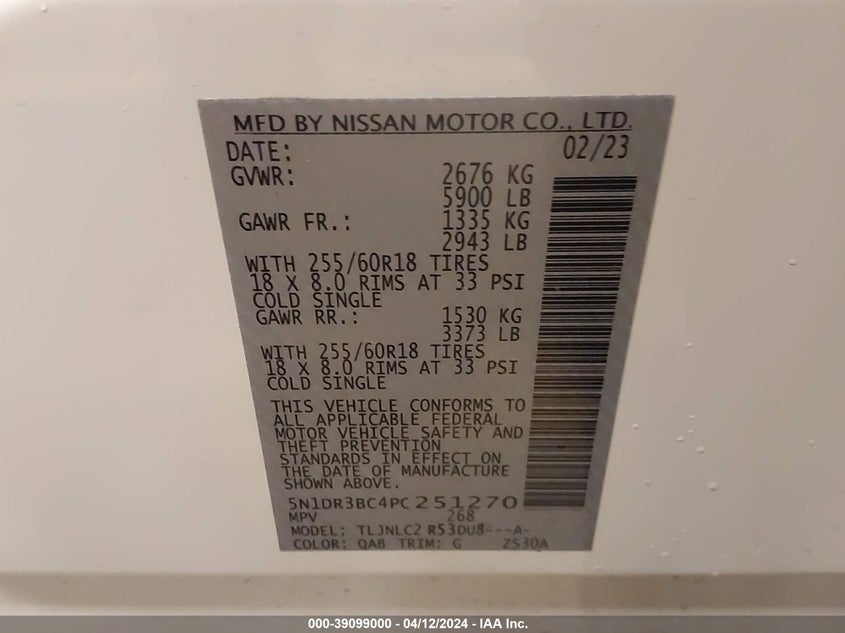 MFD BY NISSAN MOTOR CO., LTD.
DATE: 02/23
GVWR: 2676 KG
5900 LB
GAWR FR.: 1335 KG
2943 LB
WITH 255/60R18 TIRES
18 X 8.0 RIMS AT 33 PSI
COLD SINGLE
GAWR RR.: 1530 KG
3373 LB
WITH 255/60R18 TIRES
18 X 8.0 RIMS AT 33 PSI
COLD SINGLE
THIS VEHICLE CONFORMS TO
ALL APPLICABLE FEDERAL
MOTOR VEHICLE SAFETY AND
THEFT PREVENTION
STANDARDS IN EFFECT ON
THE DATE OF MANUFACTURE
SHOWN ABOVE.
5N1DR3BC4PC251270
MPV 268
MODEL: TLJNLC2 R53DU8---A-
COLOR: QAB TRIM: G ZS30A
000-39099000 - 04/12/2024 - IAA Inc.